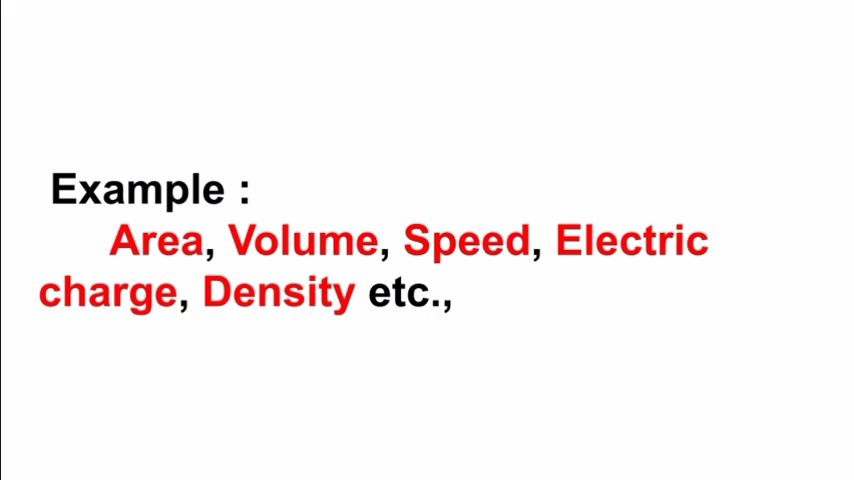 Example :
Area, Volume, Speed, Electric
charge, Density etc.,